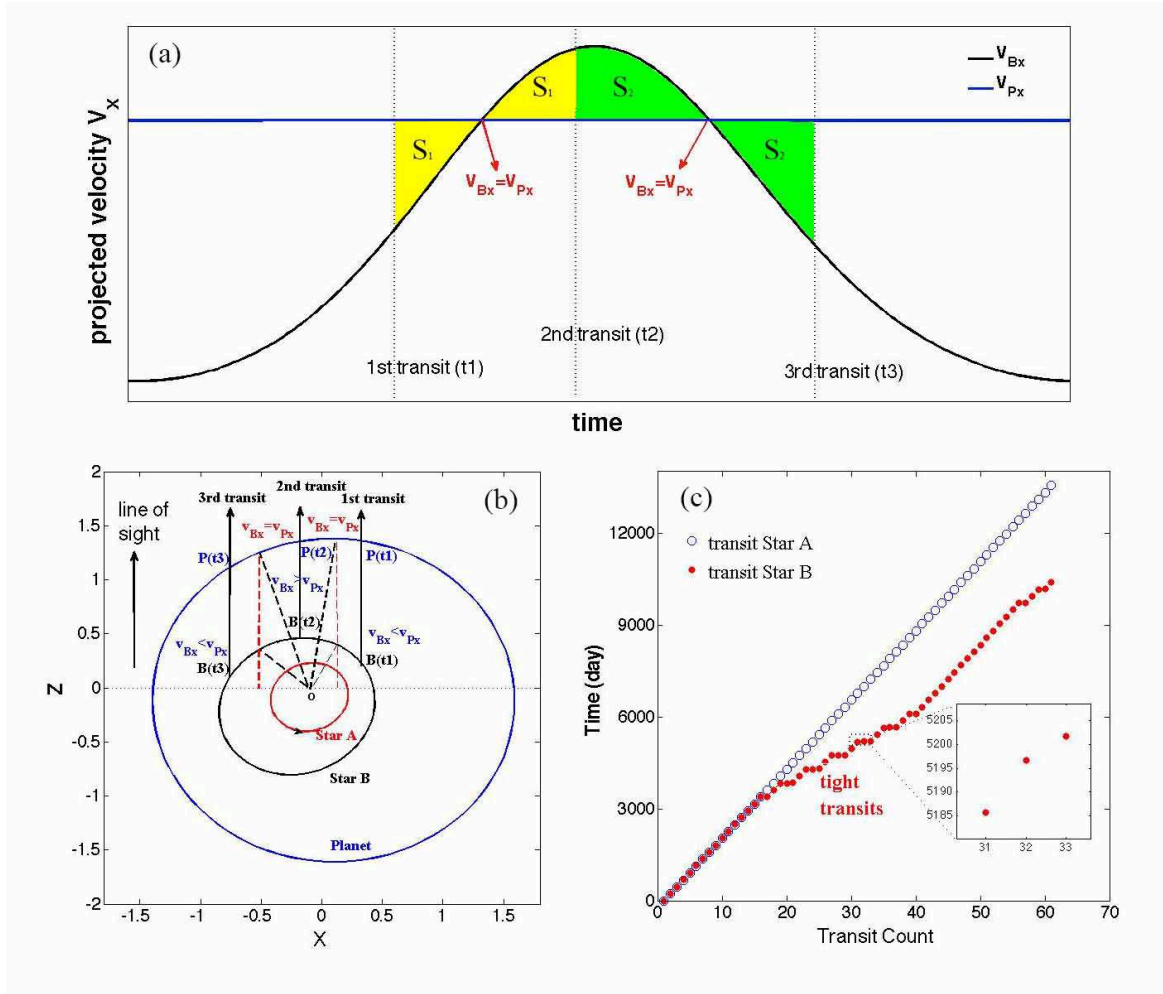 (a)
V_Bx
V_Px
projected velocity V_x
S_1
S_2
S_1
S_2
V_Bx=V_Px
V_Bx=V_Px
1st transit (t1)
2nd transit (t2)
3rd transit (t3)
time
(b)
2
1.5
1
0.5
0
-0.5
-1
-1.5
-2
Z
-1.5
-1
-0.5
0
0.5
1
1.5
X
line of
sight
3rd transit
2nd transit
1st transit
v_Bx=v_Px
v_Bx=v_Px
P(t3)
P(t2)
P(t1)
v_Bx>v_Px
B(t2)
v_Bx<v_Px
v_Bx<v_Px
B(t3)
B(t1)
o
Star A
Star B
Planet
(c)
12000
9000
6000
3000
0
Time (day)
0
10
20
30
40
50
60
70
Transit Count
transit Star A
transit Star B
tight
transits
5205
5200
5195
5190
5185
31
32
33